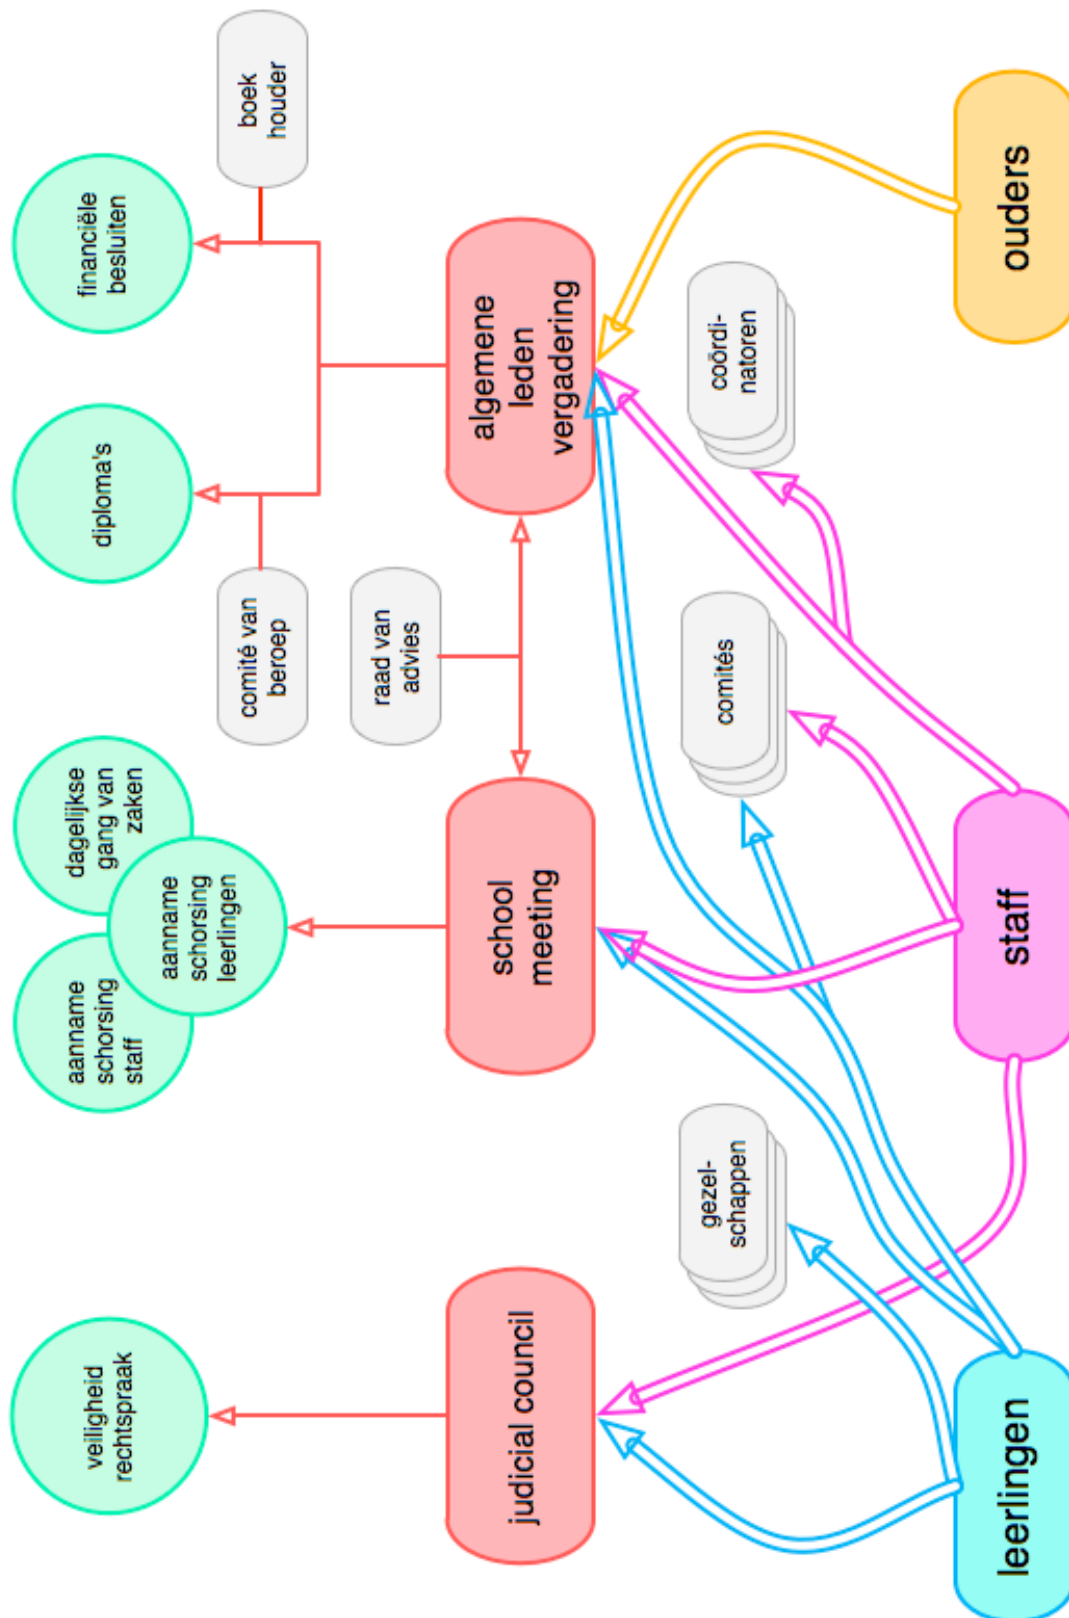 veiligheid
rechtspraak
aanname
schorsing
staff
aanname
schorsing
leerlingen
dagelijkse
gang van
zaken
diploma's
financiële
besluiten
comité van
beroep
boek
houder
raad van
advies
judicial council
school
meeting
algemene
leden
vergadering
gezel-
schappen
comités
coördi-
natoren
leerlingen
staff
ouders